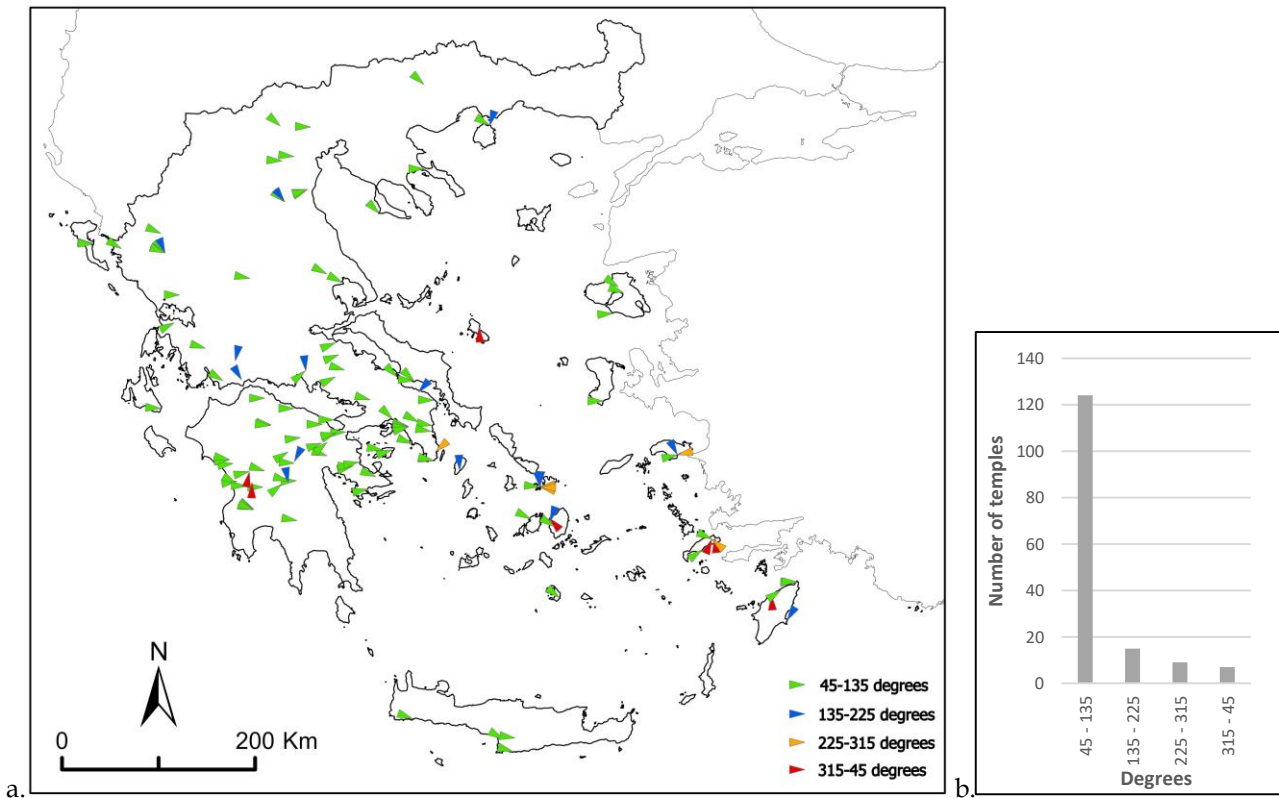 N
0 200 Km
45-135 degrees
135-225 degrees
225-315 degrees
315-45 degrees
a.
140
120
100
80
60
40
20
0
Number of temples
45 - 135
135 - 225
225 - 315
315 - 45
Degrees
b.